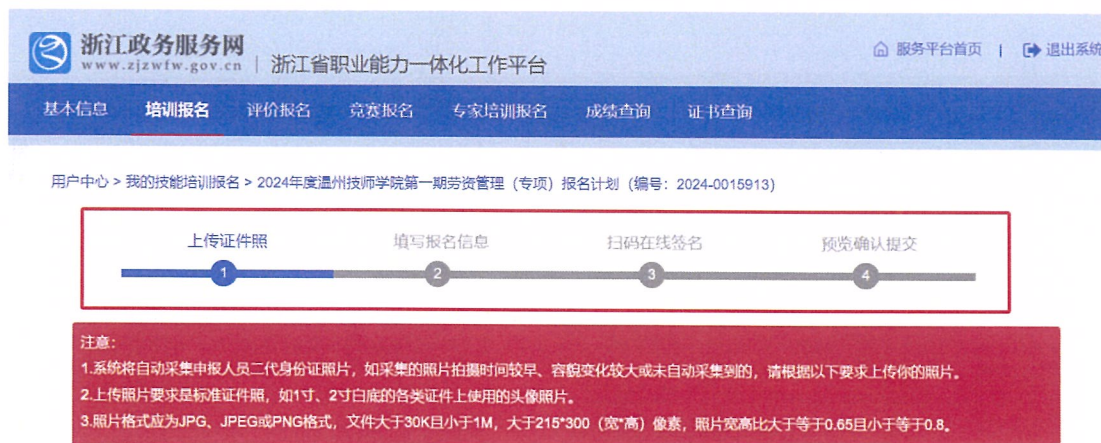 浙江政务服务网
www.zjzwfw.gov.cn | 浙江省职业能力一体化工作平台
服务平台首页 | 退出系统
基本信息 培训报名 评价报名 竞赛报名 专家培训报名 成绩查询 证书查询
用户中心 > 我的技能培训报名 > 2024年度温州技师学院第一期劳资管理（专项）报名计划（编号：2024-0015913）
上传证件照 填写报名信息 扫码在线签名 预览确认提交
1 2 3 4
注意：
1.系统将自动采集申报人员二代身份证照片，如采集的照片拍摄时间较早、容貌变化较大或未自动采集到的，请根据以下要求上传你的照片。
2.上传照片要求是标准证件照，如1寸、2寸白底的各类证件上使用的头像照片。
3.照片格式应为JPG、JPEG或PNG格式，文件大于30K且小于1M，大于215*300（宽*高）像素，照片宽高比大于等于0.65且小于等于0.8。